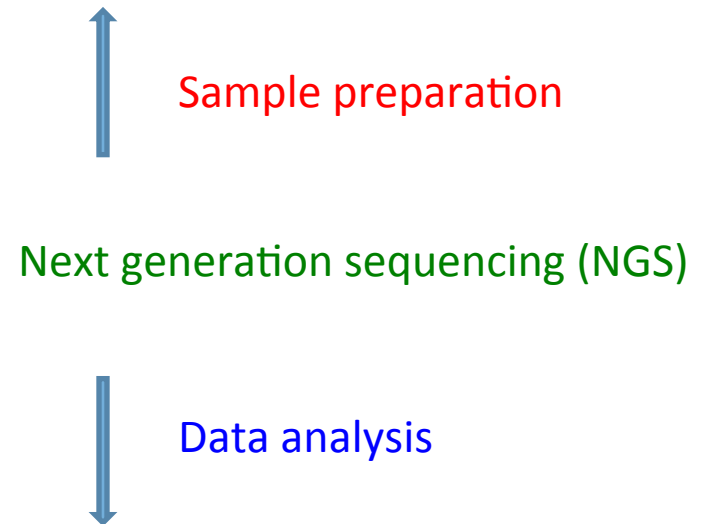 Sample preparation
Next generation sequencing (NGS)
Data analysis